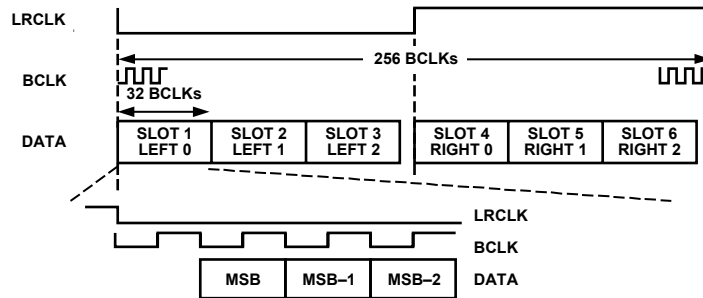 LRCLK
256 BCLKs
BCLK
32 BCLKs
DATA
SLOT 1 SLOT 2 SLOT 3 SLOT 4 SLOT 5 SLOT 6
LEFT 0 LEFT 1 LEFT 2 RIGHT 0 RIGHT 1 RIGHT 2
LRCLK
BCLK
MSB MSB–1 MSB–2 DATA